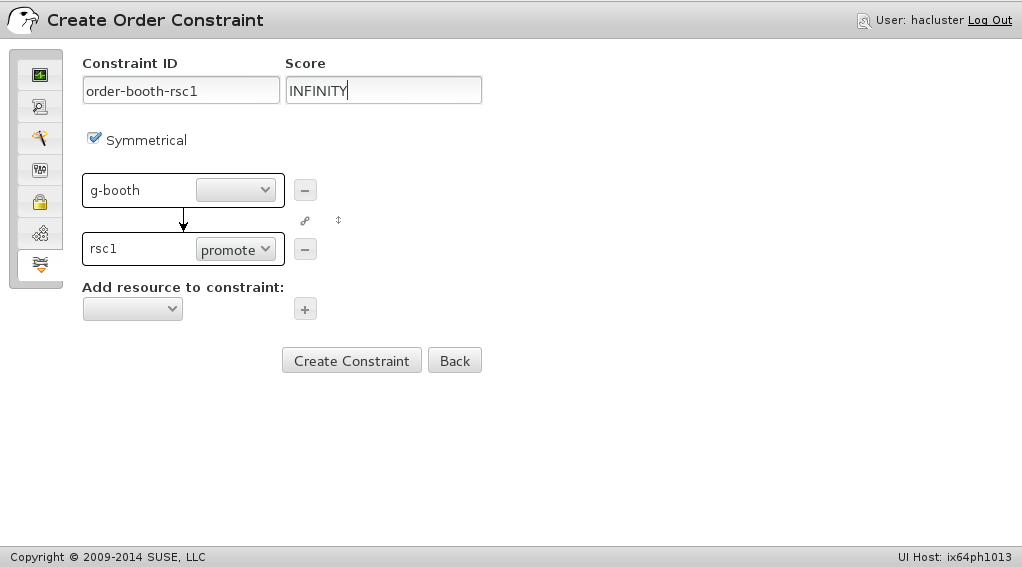 Create Order Constraint
User: hacluster Log Out
Constraint ID Score
order-booth-rsc1 INFINITY
Symmetrical
g-booth
rsc1 promote
Add resource to constraint:
Create Constraint Back
Copyright © 2009-2014 SUSE, LLC UI Host: ix64ph1013